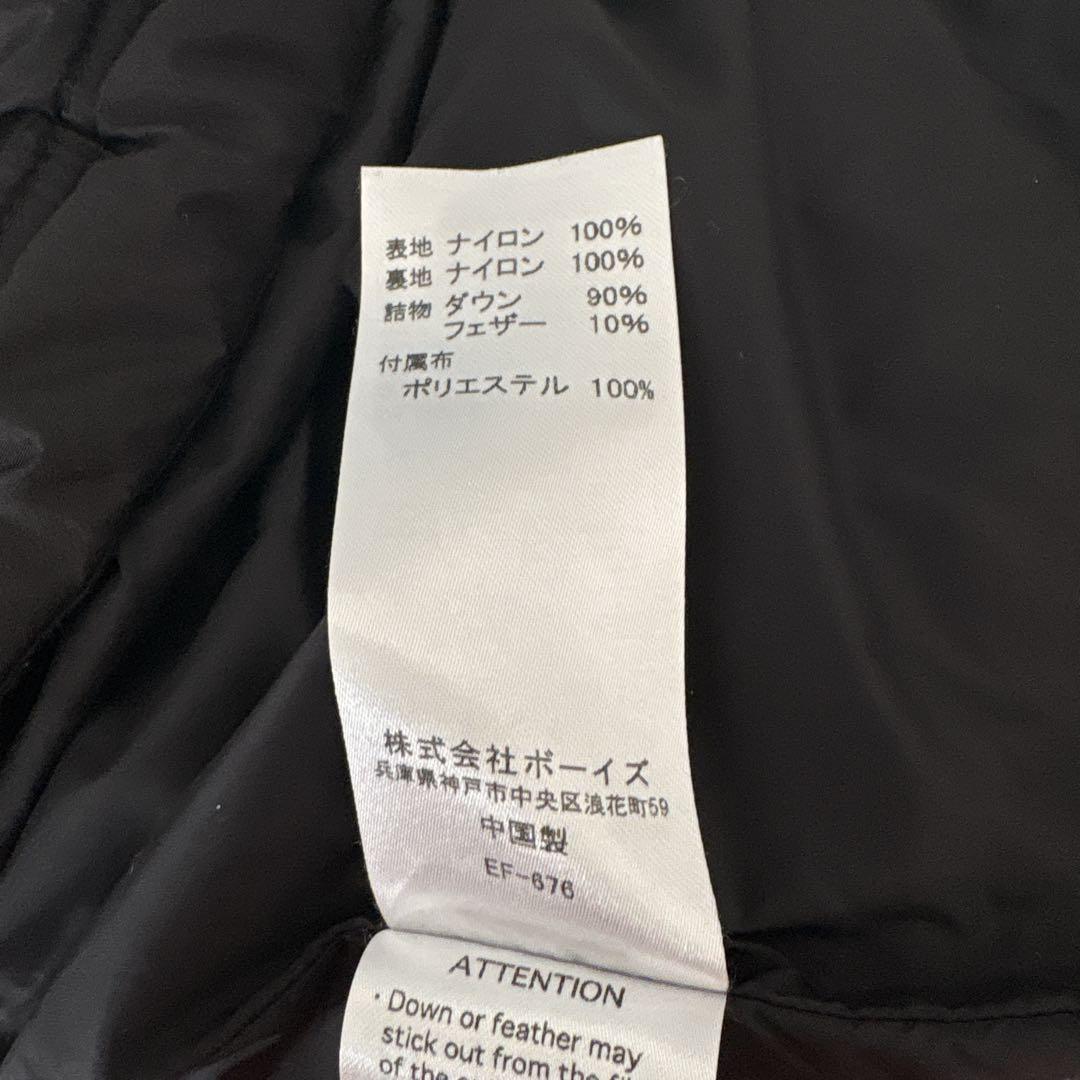 表地 ナイロン 100%
裏地 ナイロン 100%
詰物 ダウン 90%
フェザー 10%
付属布
ポリエステル 100%
株式会社ボーイズ
兵庫県神戸市中央区浪花町59
中国製
EF-676
ATTENTION
・Down or feather may
stick out from the
of the